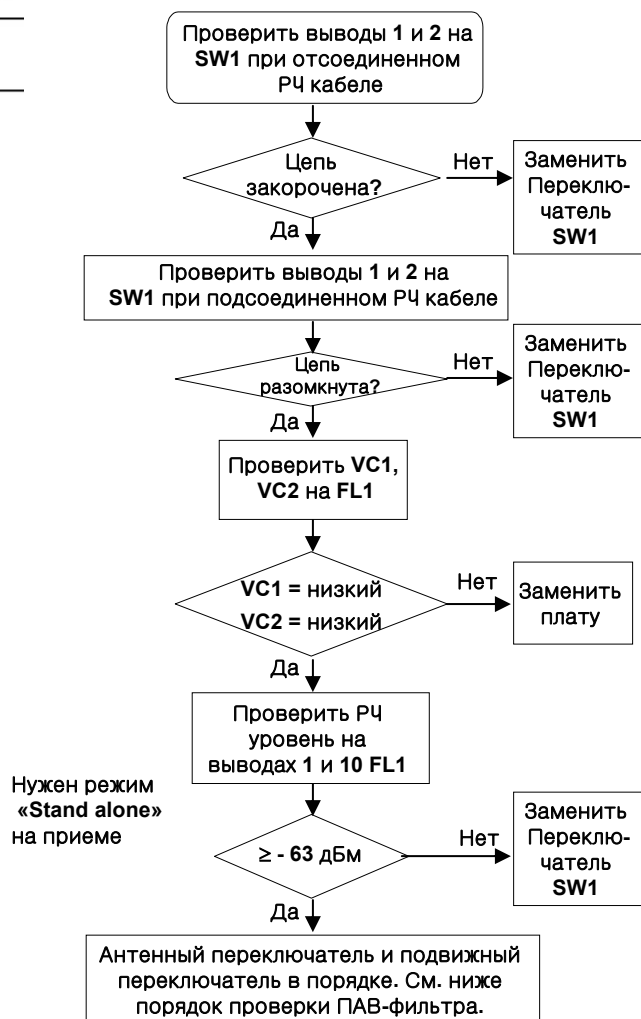 Проверить выводы 1 и 2 на
SW1 при отсоединенном
РЧ кабеле
Цепь
закорочена?
Нет
Заменить
Переклю-
чатель
SW1
Да
Проверить выводы 1 и 2 на
SW1 при подсоединенном РЧ кабеле
Цепь
разомкнута?
Нет
Заменить
Переклю-
чатель
SW1
Да
Проверить VC1,
VC2 на FL1
VC1 = низкий
VC2 = низкий
Нет
Заменить
плату
Да
Проверить РЧ
уровень на
выводах 1 и 10 FL1
Нужен режим
«Stand alone»
на приеме
≥ - 63 дБм
Нет
Заменить
Переклю-
чатель
SW1
Да
Антенный переключатель и подвижный
переключатель в порядке. См. ниже
порядок проверки ПАВ-фильтра.